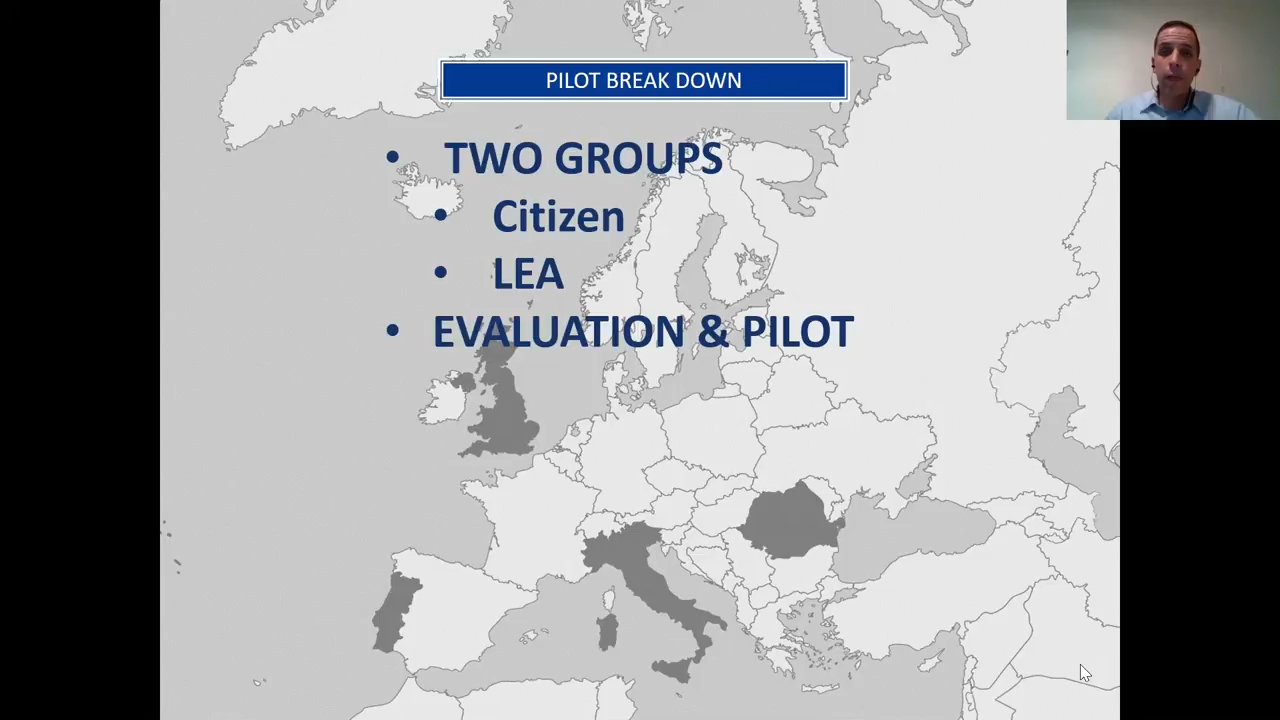 PILOT BREAK DOWN
• TWO GROUPS
• Citizen
• LEA
• EVALUATION & PILOT